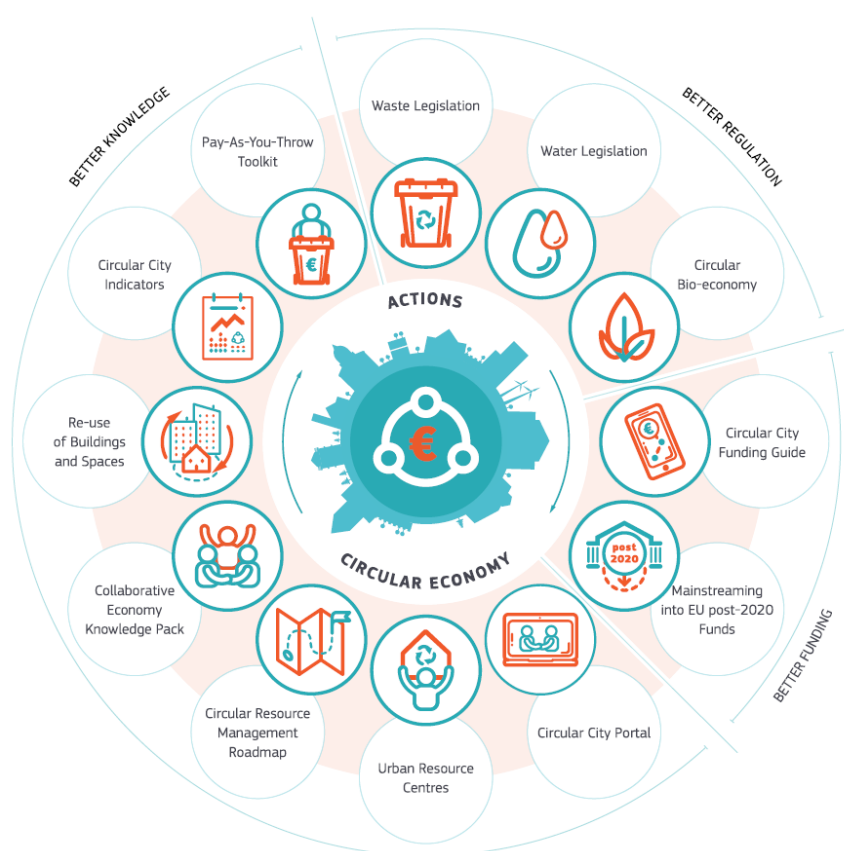 BETTER KNOWLEDGE
BETTER REGULATION
BETTER FUNDING
Waste Legislation
Water Legislation
Circular
Bio-economy
Circular City
Funding Guide
Mainstreaming
into EU post-2020
Funds
Circular City Portal
Urban Resource
Centres
Circular Resource
Management
Roadmap
Collaborative
Economy
Knowledge Pack
Re-use
of Buildings
and Spaces
Circular City
Indicators
Pay-As-You-Throw
Toolkit
€
€
post
2020
ACTIONS
€
CIRCULAR ECONOMY